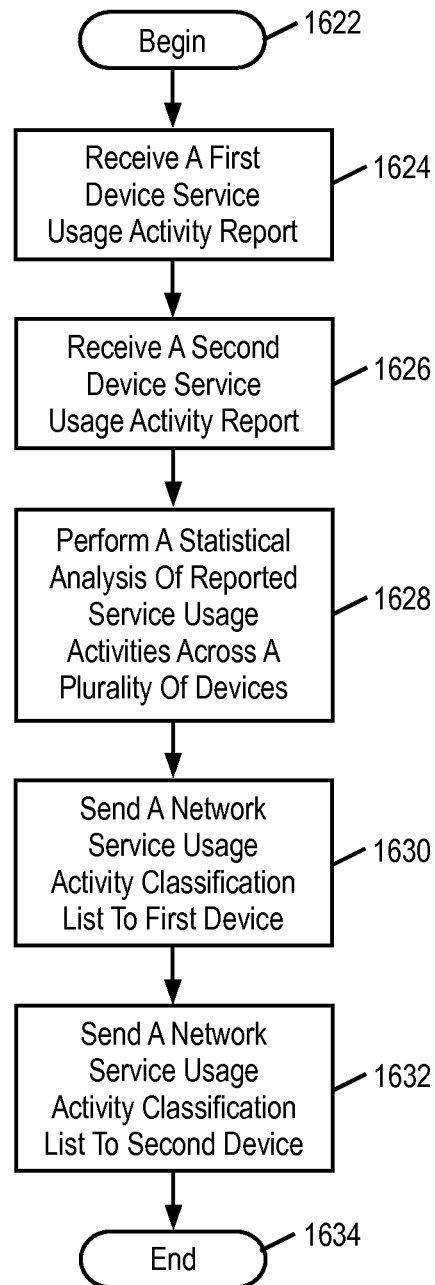 Begin
1622
Receive A First
Device Service
Usage Activity Report
1624
Receive A Second
Device Service
Usage Activity Report
1626
Perform A Statistical
Analysis Of Reported
Service Usage
Activities Across A
Plurality Of Devices
1628
Send A Network
Service Usage
Activity Classification
List To First Device
1630
Send A Network
Service Usage
Activity Classification
List To Second Device
1632
End
1634